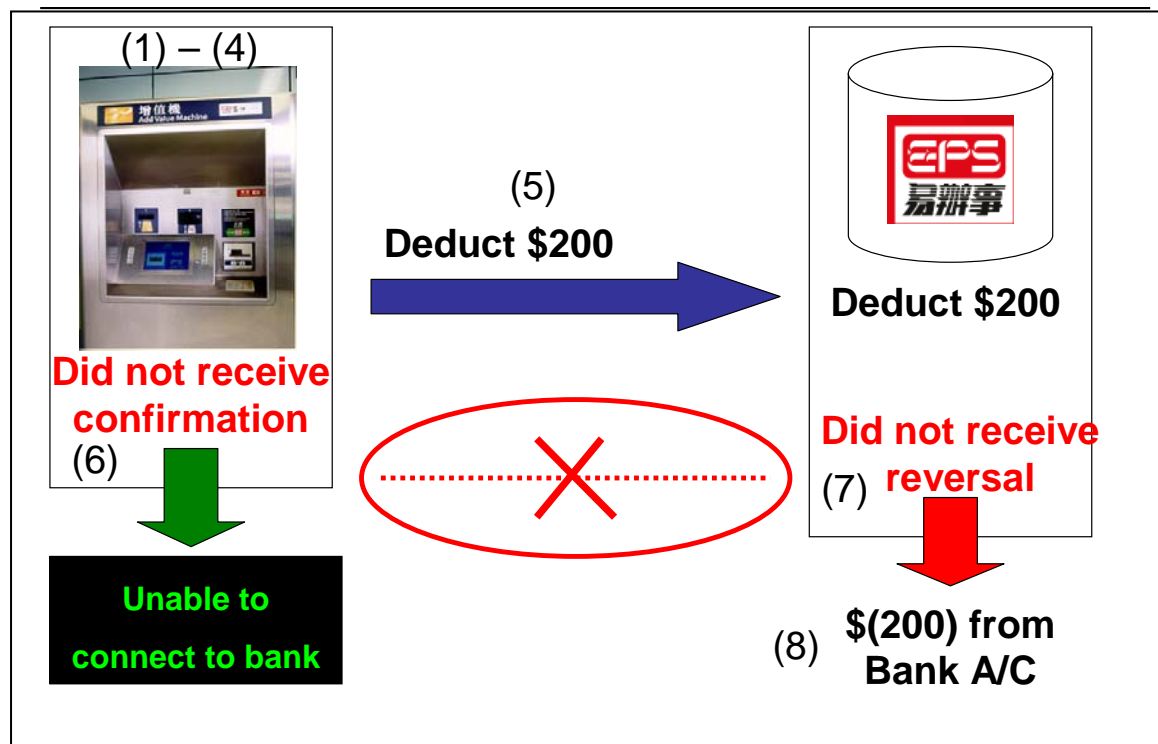 (1) – (4)
增值機
Add Value Machine
Did not receive
confirmation
(6)
Unable to
connect to bank
(5)
Deduct $200
EPS
易辦事
Deduct $200
Did not receive
reversal
(7)
(8)
$(200) from
Bank A/C